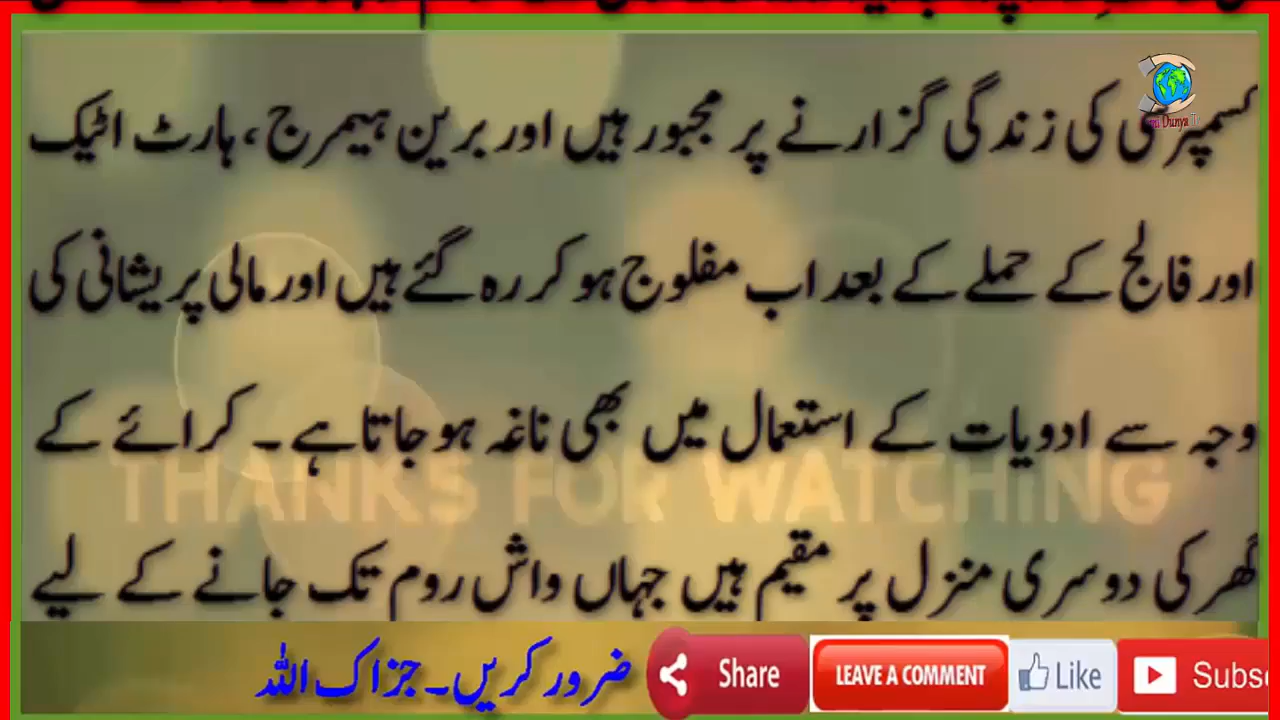 کسمپرسی کی زندگی گزارنے پر مجبور ہیں اور برین ہیمرج، ہارٹ اٹیک
اور فالج کے حملے کے بعد اب مفلوج ہو کر رہ گئے ہیں اور مالی پریشانی کی
وجہ سے ادویات کے استعمال میں بھی ناغہ ہو جاتا ہے ۔ کرائے کے
THANKS FOR WATCHiNG
گھر کی دوسری منزل پر مقیم ہیں جہاں واش روم تک جانے کے لیے
ضرور کریں۔ جزاک اللہ
Share
LEAVE A COMMENT
Like
Subs